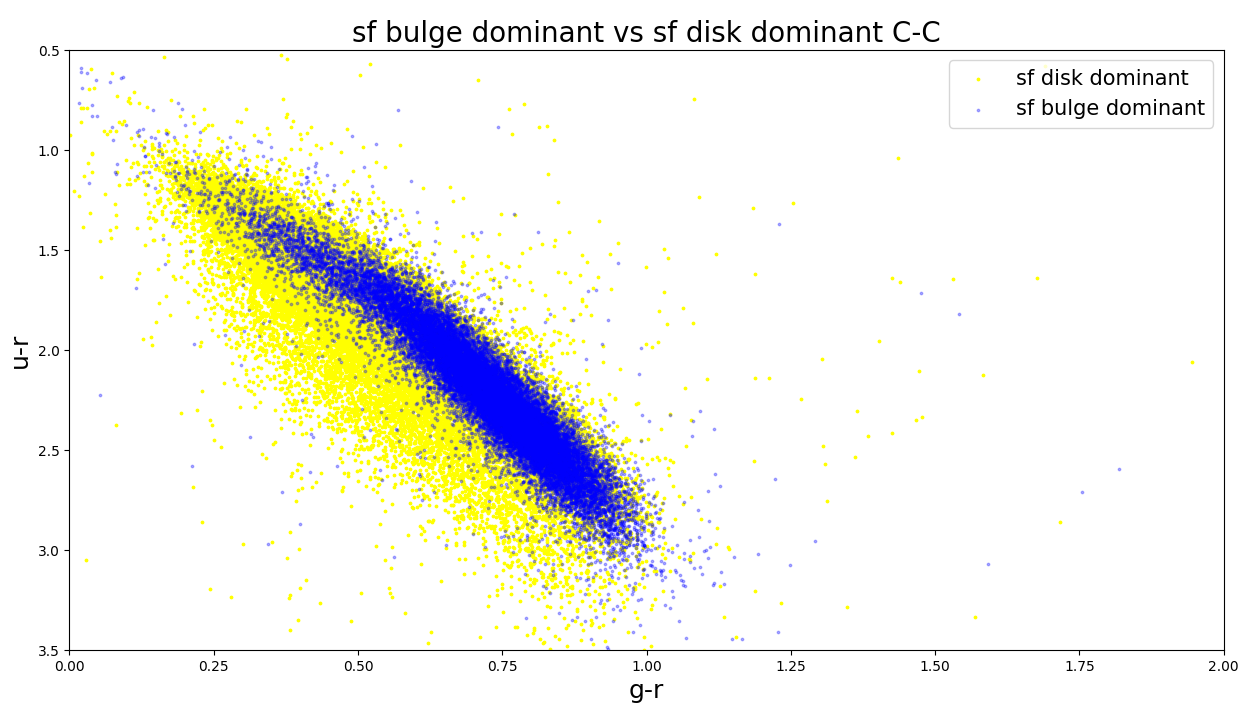 sf bulge dominant vs sf disk dominant C-C
sf disk dominant
sf bulge dominant
u-r
0.5
1.0
1.5
2.0
2.5
3.0
3.5
0.00 0.25 0.50 0.75 1.00 1.25 1.50 1.75 2.00
g-r